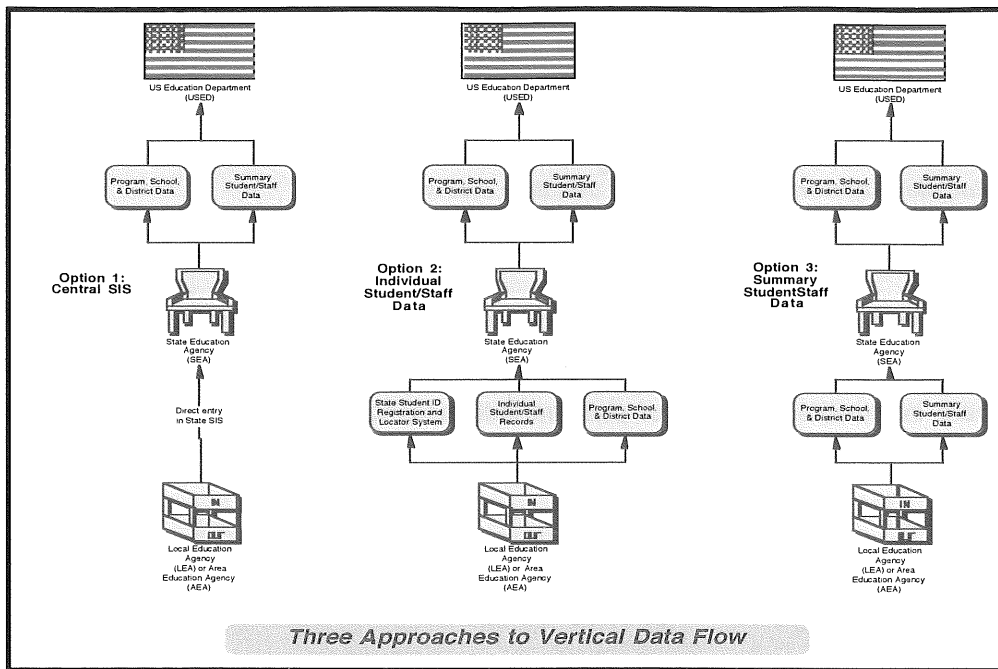 US Education Department
(USED)
Program, School,
& District Data
Summary
Student/Staff
Data
Option 1:
Central SIS
State Education
Agency
(SEA)
Direct entry
in State SIS
IN
OUT
Local Education
Agency
(LEA) or Area
Education Agency
(AEA)
US Education Department
(USED)
Program, School,
& District Data
Summary
Student/Staff
Data
Option 2:
Individual
Student/Staff
Data
State Education
Agency
(SEA)
State Student ID
Registration and
Locator System
Individual
Student/Staff
Records
Program, School,
& District Data
IN
OUT
Local Education
Agency
(LEA) or Area
Education Agency
(AEA)
US Education Department
(USED)
Program, School,
& District Data
Summary
Student/Staff
Data
Option 3:
Summary
StudentStaff
Data
State Education
Agency
(SEA)
Program, School,
& District Data
Summary
Student/Staff
Data
IN
OUT
Local Education
Agency
(LEA) or Area
Education Agency
(AEA)
Three Approaches to Vertical Data Flow